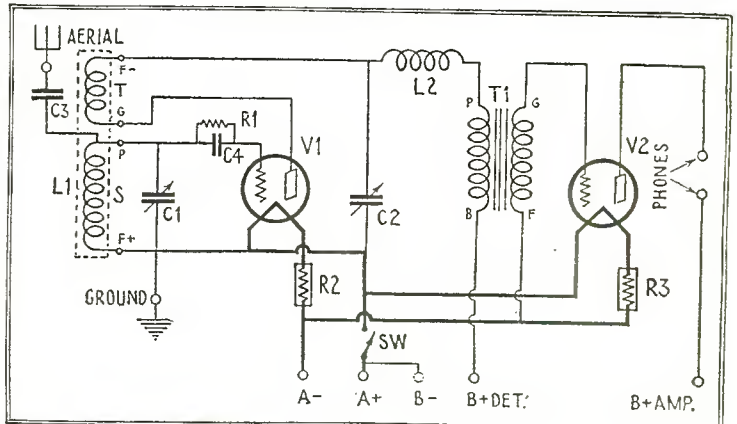 AERIAL
F-
T
G
C3
P
R1
C4
V1
L1
S
C1
F+
GROUND
R2
C2
L2
P
T1
G
B
F
V2
PHONES
R3
SW
A-
A+
B-
B+DET.
B+AMP.